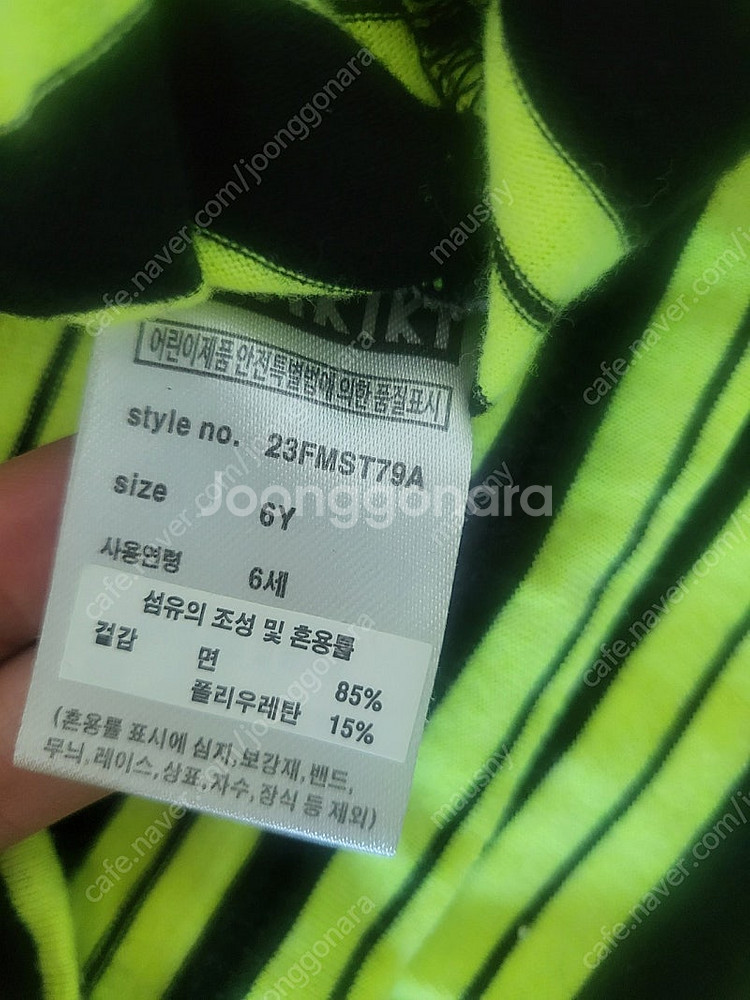 어린이제품 안전특별법에 의한 품질표시
style no. 23FMST79A
size 6Y
사용연령 6세
섬유의 조성 및 혼용률
겉감 면 85%
폴리우레탄 15%
(혼용률 표시에 심지,보강재,밴드,
무늬,레이스,상표,자수,장식 등 제외)
Joonggonara
cafe.naver.com/joonggonara
mausny